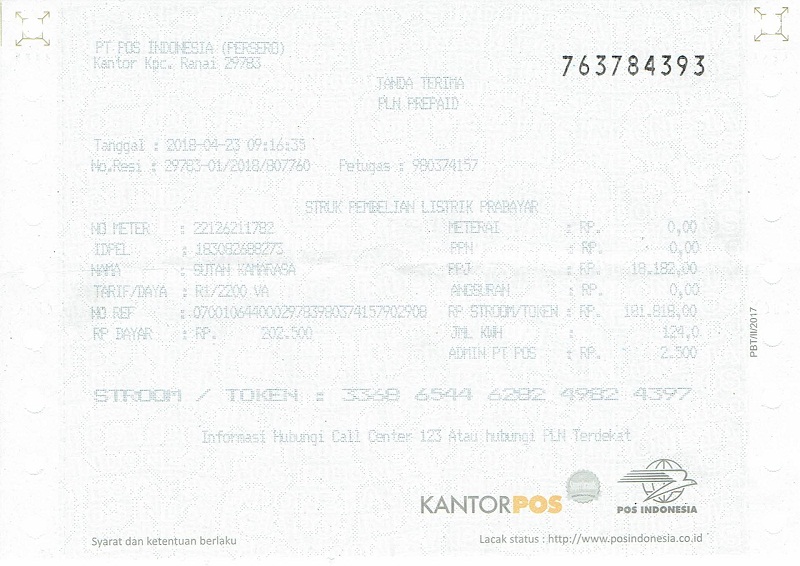 PT POS INDONESIA (PERSERO)
Kantor Kpc. Ranai 29783
763784393
TANDA TERIMA
PLN PREPAID
Tanggal : 2018-04-23 09:16:35
No.Resi : 29783-01/2018/807760 Petugas : 980374157
STRUK PEMBELIAN LISTRIK PRABAYAR
NO METER : 22126211782 METERAI : RP. 0,00
IDPEL : 183082688273 PPN : RP. 0,00
NAMA : SUTAN KAMARASA PPJ : RP. 18.182,00
TARIF/DAYA : R1/2200 VA ANGSURAN : RP. 0,00
NO REF : 07001064400029783980374157902908 RP STROOM/TOKEN : RP. 181.818,00
RP BAYAR : RP. 202.500 JML KWH : 124,0
ADMIN PT POS : RP. 2.500
STROOM / TOKEN : 3368 6544 6282 4982 4397
Informasi Hubungi Call Center 123 Atau hubungi PLN Terdekat
KANTORPOS
POS INDONESIA
Syarat dan ketentuan berlaku
Lacak status : http://www.posindonesia.co.id
PBT/II/2017